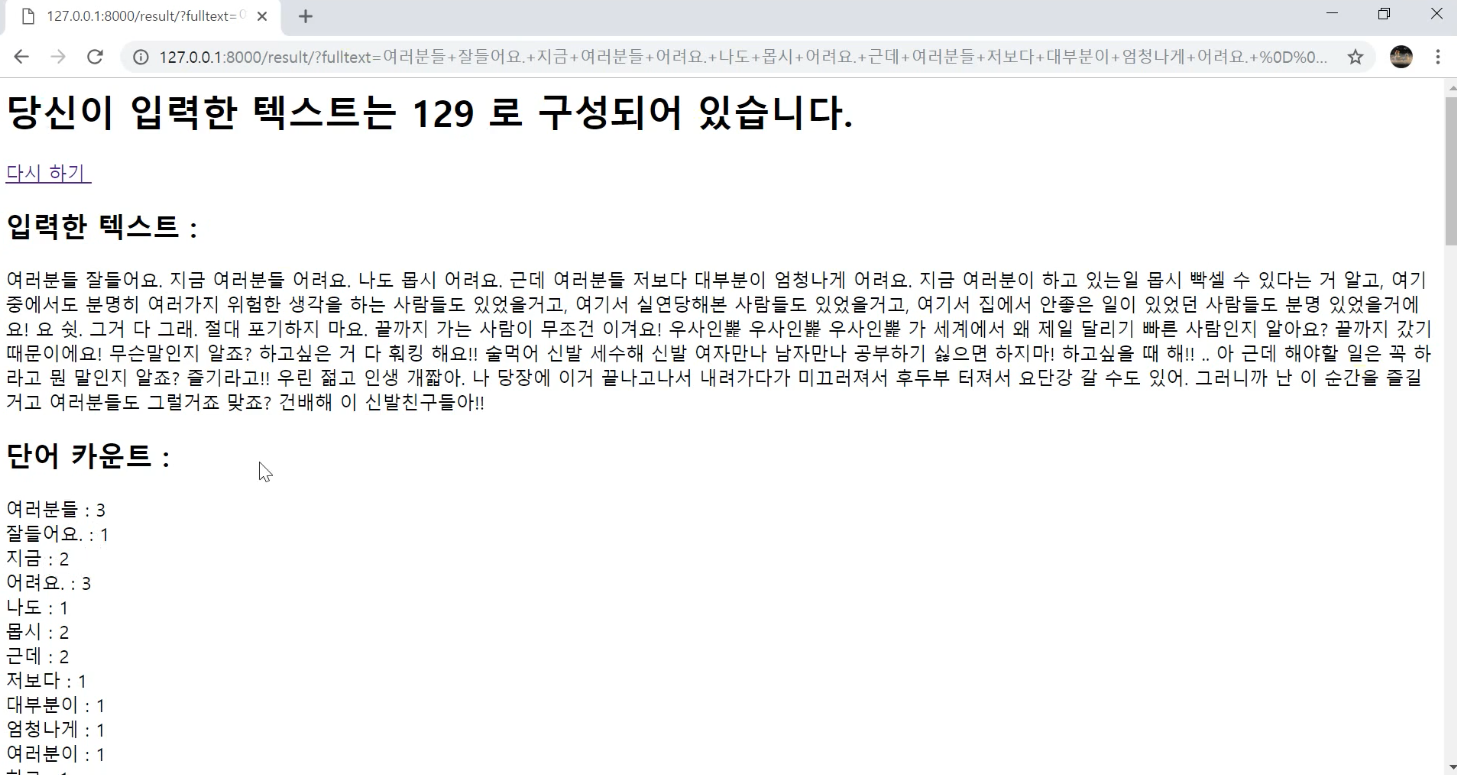 127.0.0.1:8000/result/?fulltext=
127.0.0.1:8000/result/?fulltext=여러분들+잘들어요.+지금+여러분들+어려요.+나도+몹시+어려요.+근데+여러분들+저보다+대부분이+엄청나게+어려요.+%0D%0...
당신이 입력한 텍스트는 129 로 구성되어 있습니다.
다시 하기
입력한 텍스트 :
여러분들 잘들어요. 지금 여러분들 어려요. 나도 몹시 어려요. 근데 여러분들 저보다 대부분이 엄청나게 어려요. 지금 여러분이 하고 있는일 몹시 빡셀 수 있다는 거 알고, 여기
중에서도 분명히 여러가지 위험한 생각을 하는 사람들도 있었을거고, 여기서 실연당해본 사람들도 있었을거고, 여기서 집에서 안좋은 일이 있었던 사람들도 분명 있었을거에
요! 요 쉿. 그거 다 그래. 절대 포기하지 마요. 끝까지 가는 사람이 무조건 이겨요! 우사인뿙 우사인뿙 우사인뿙 가 세계에서 왜 제일 달리기 빠른 사람인지 알아요? 끝까지 갔기
때문이에요! 무슨말인지 알죠? 하고싶은 거 다 훡킹 해요!! 술먹어 신발 세수해 신발 여자만나 남자만나 공부하기 싫으면 하지마! 하고싶을 때 해!! .. 아 근데 해야할 일은 꼭 하
라고 뭔 말인지 알죠? 즐기라고!! 우린 젊고 인생 개짧아. 나 당장에 이거 끝나고나서 내려가다가 미끄러져서 후두부 터져서 요단강 갈 수도 있어. 그러니까 난 이 순간을 즐길
거고 여러분들도 그럴거죠 맞죠? 건배해 이 신발친구들아!!
단어 카운트 :
여러분들 : 3
잘들어요. : 1
지금 : 2
어려요. : 3
나도 : 1
몹시 : 2
근데 : 2
저보다 : 1
대부분이 : 1
엄청나게 : 1
여러분이 : 1